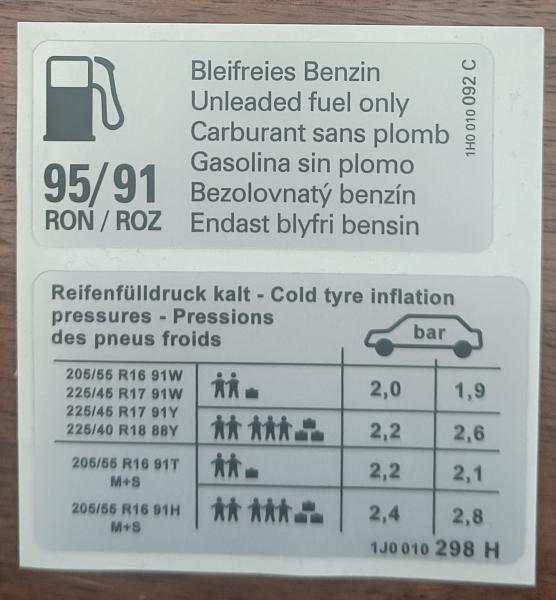 Bleifreies Benzin
Unleaded fuel only
Carburant sans plomb
Gasolina sin plomo
Bezolovnatý benzín
Endast blyfri bensin
95/91
RON / ROZ
1H0 010 092 C
Reifenfülldruck kalt - Cold tyre inflation
pressures - Pressions
des pneus froids
bar
205/55 R16 91W
225/45 R17 91W
225/45 R17 91Y
225/40 R18 88Y
2,0 1,9
2,2 2,6
205/55 R16 91T
M+S
2,2 2,1
205/55 R16 91H
M+S
2,4 2,8
1J0 010 298 H